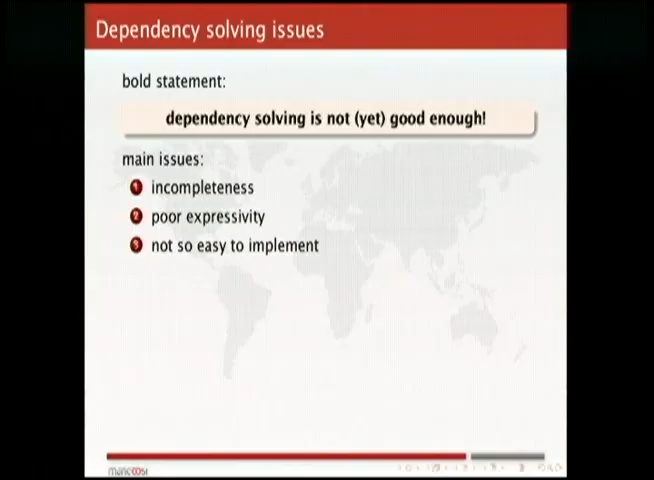 Dependency solving issues
bold statement:
dependency solving is not (yet) good enough!
main issues:
1 incompleteness
2 poor expressivity
3 not so easy to implement
mancoosi